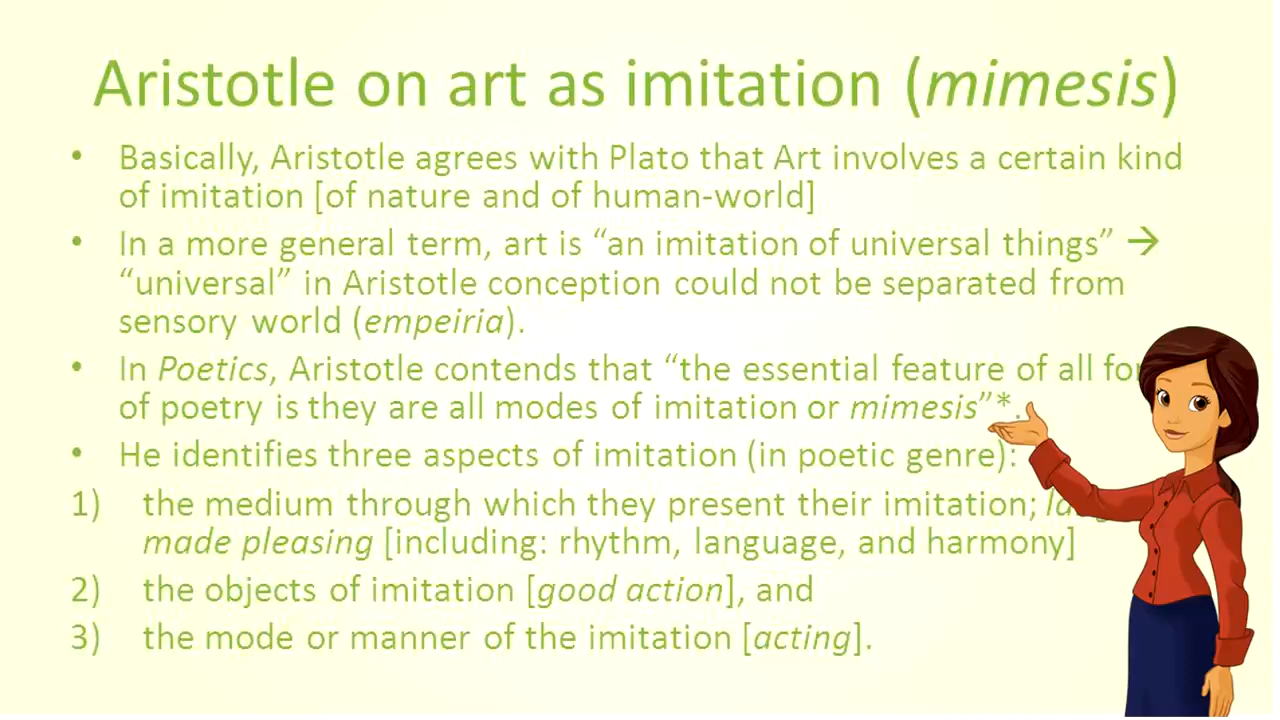 Aristotle on art as imitation (mimesis)
• Basically, Aristotle agrees with Plato that Art involves a certain kind
of imitation [of nature and of human-world]
• In a more general term, art is “an imitation of universal things” →
“universal” in Aristotle conception could not be separated from
sensory world (empeiria).
• In Poetics, Aristotle contends that “the essential feature of all
of poetry is they are all modes of imitation or mimesis”*.
• He identifies three aspects of imitation (in poetic genre):
1) the medium through which they present their imitation;
made pleasing [including: rhythm, language, and harmony]
2) the objects of imitation [good action], and
3) the mode or manner of the imitation [acting].